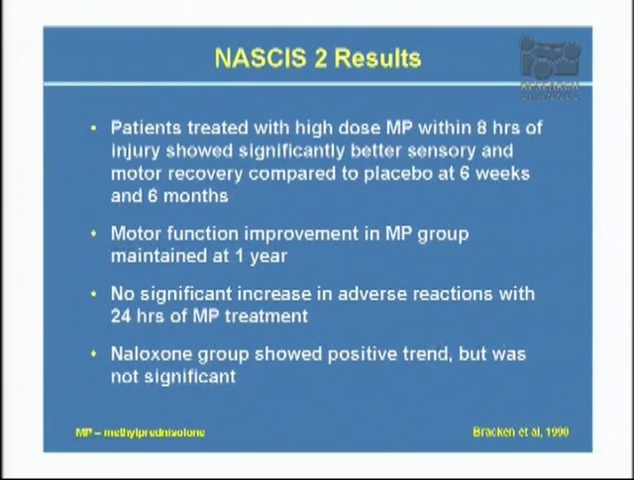 NASCIS 2 Results
RESEARCH
CHANNEL
Patients treated with high dose MP within 8 hrs of
injury showed significantly better sensory and
motor recovery compared to placebo at 6 weeks
and 6 months
Motor function improvement in MP group
maintained at 1 year
No significant increase in adverse reactions with
24 hrs of MP treatment
Naloxone group showed positive trend, but was
not significant
MP – methylprednisolone
Bracken et al, 1990